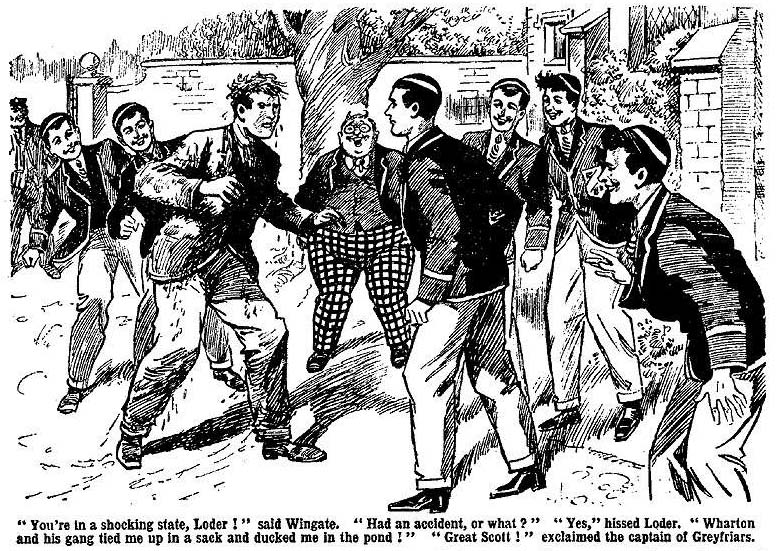 " You're in a shocking state, Loder ! " said Wingate. " Had an accident, or what ? " " Yes," hissed Loder. " Wharton
and his gang tied me up in a sack and ducked me in the pond ! " " Great Scott ! " exclaimed the captain of Greyfriars.